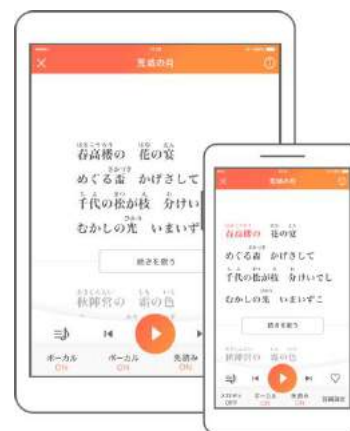 荒城の月
春高楼の 花の宴
めぐる盃 かげさして
千代の松が枝 分けい
むかしの光 いまいず
続きを歌う
秋陣営の 霜の色
ボーカル ON
ボーカル ON
先読み ON
荒城の月
春高楼の 花の宴
めぐる盃 かげさして
千代の松が枝 分けいでし
むかしの光 いまいずこ
続きを歌う
秋陣営の 霜の色
OFF
ボーカル ON
先読み ON